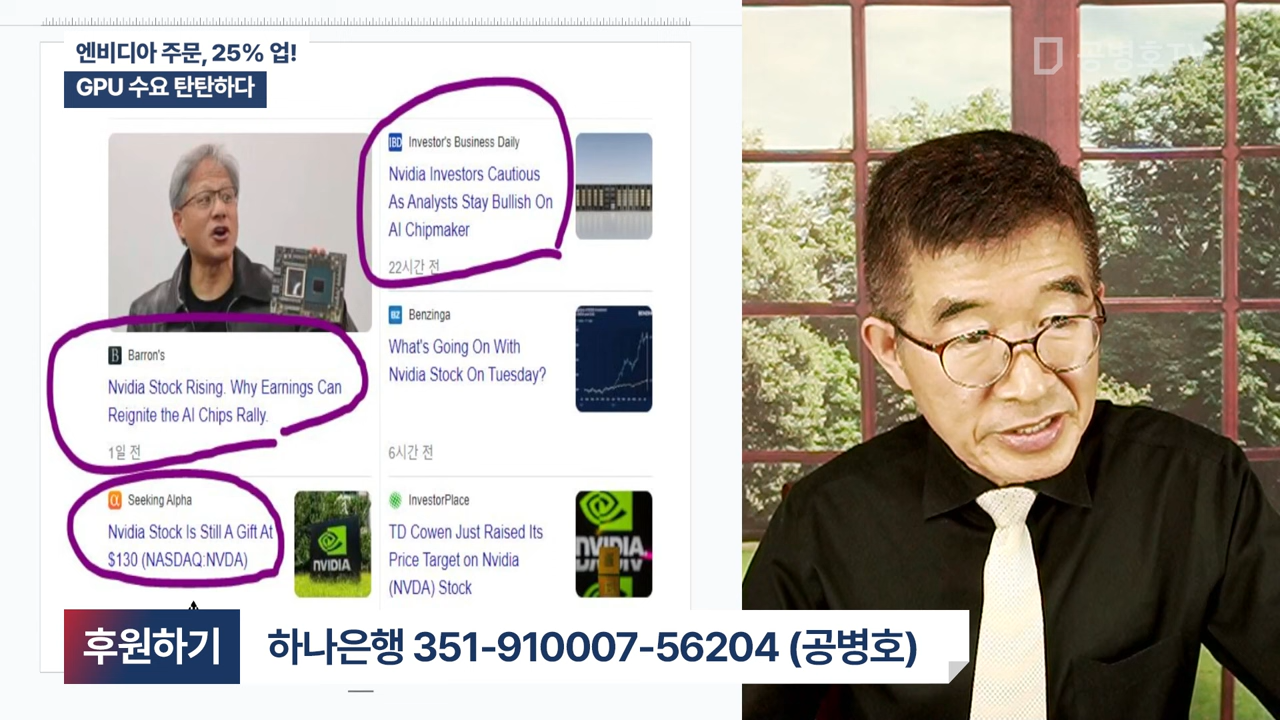 엔비디아 주문, 25% 업!
GPU 수요 탄탄하다
공병호TV
IBD Investor's Business Daily
Nvidia Investors Cautious
As Analysts Stay Bullish On
AI Chipmaker
22시간 전
B Barron's
Nvidia Stock Rising. Why Earnings Can
Reignite the AI Chips Rally.
1일 전
BZ Benzinga
What's Going On With
Nvidia Stock On Tuesday?
6시간 전
α Seeking Alpha
Nvidia Stock Is Still A Gift At
$130 (NASDAQ:NVDA)
NVIDIA
InvestorPlace
TD Cowen Just Raised Its
Price Target on Nvidia
(NVDA) Stock
NVIDIA
후원하기
하나은행 351-910007-56204 (공병호)